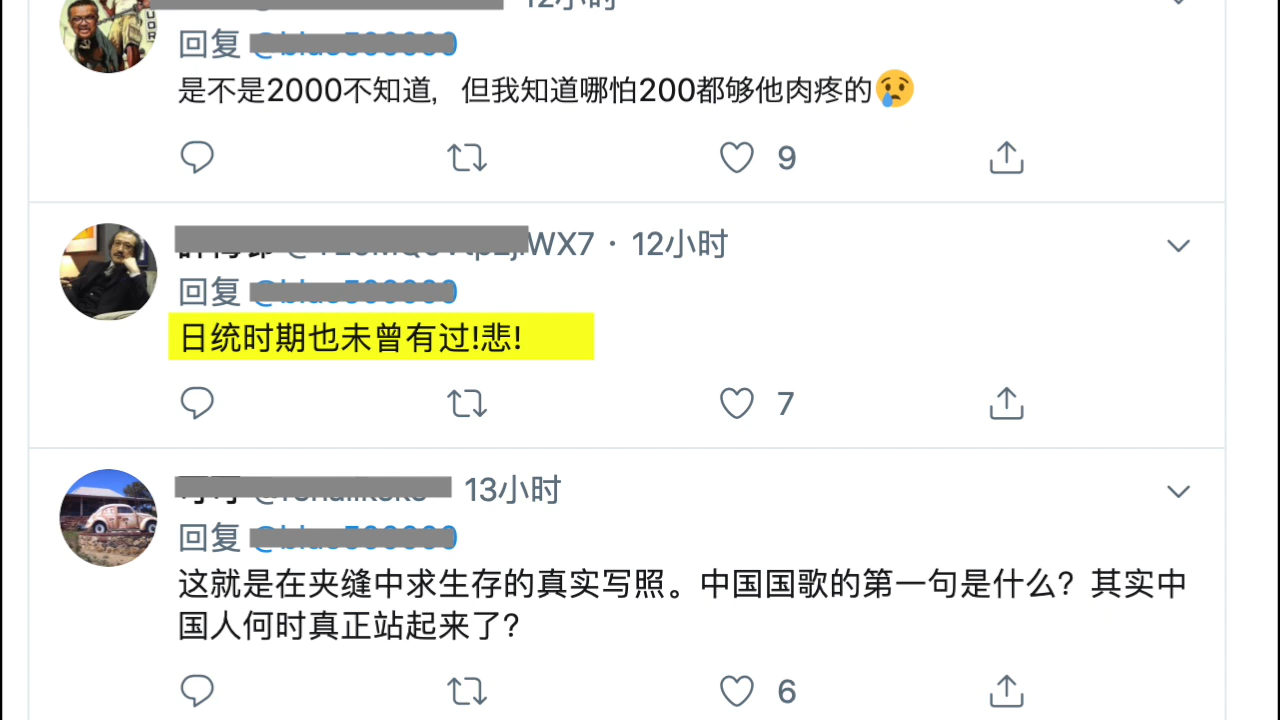 12小时
回复
是不是2000不知道，但我知道哪怕200都够他肉疼的😢
9
WX7 · 12小时
回复
日统时期也未曾有过!悲!
7
13小时
回复
这就是在夹缝中求生存的真实写照。中国国歌的第一句是什么？其实中
国人何时真正站起来了？
6